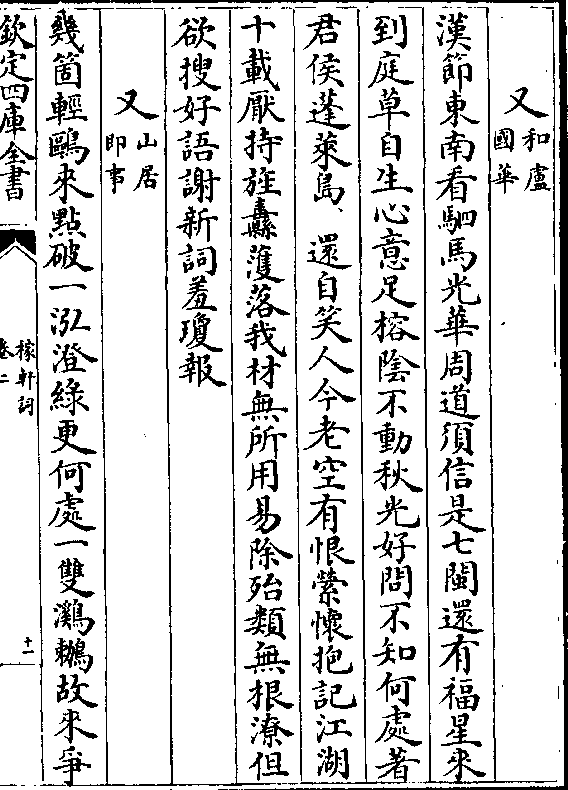 又和盧
國華
漢節東南看駟馬光華周道須信是七閩還有福星來
到庭草自生心意足榕陰不動秋光好問不知何處著
君侯蓬萊島、還自笑人今老空有恨縈懷抱記江湖
十載厭持旌纛濩落我材無所用易除殆類無根潦但
欲搜好語謝新詞羞瓊報
又山居
即事
幾箇輕鷗來點破一泓澄綠更何處一雙鸂鶒故來爭
欽定四庫全書
稼軒詞
卷二
十一